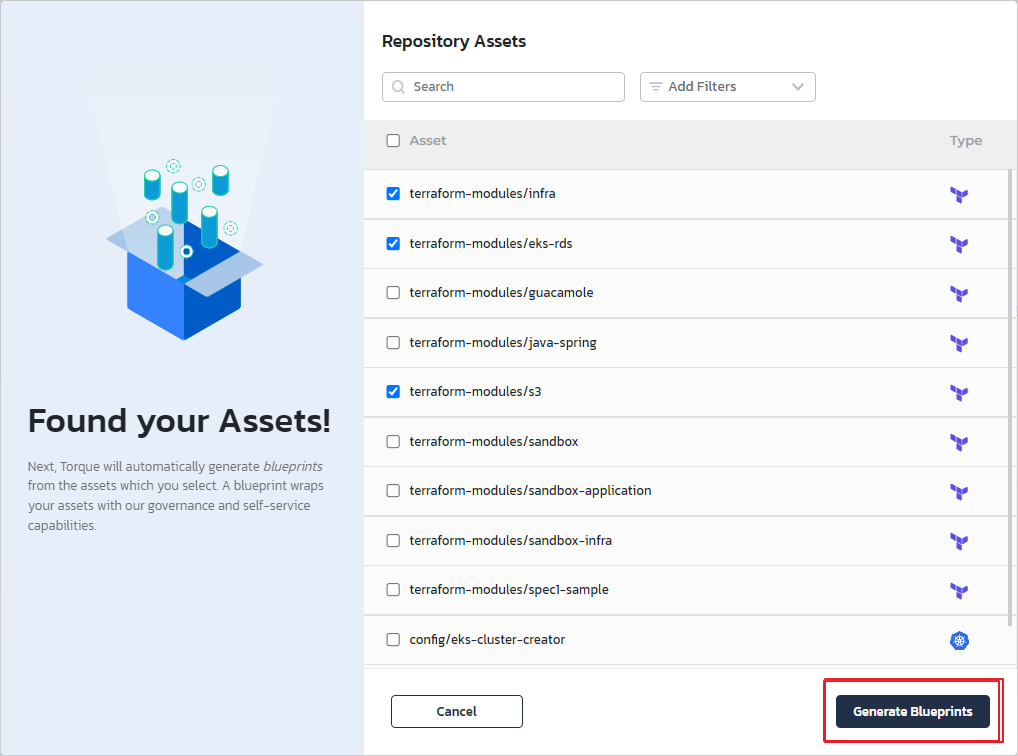 Found your Assets!
Next, Torque will automatically generate blueprints
from the assets which you select. A blueprint wraps
your assets with our governance and self-service
capabilities.
Repository Assets
Search
Add Filters
Asset Type
terraform-modules/infra
terraform-modules/eks-rds
terraform-modules/guacamole
terraform-modules/java-spring
terraform-modules/s3
terraform-modules/sandbox
terraform-modules/sandbox-application
terraform-modules/sandbox-infra
terraform-modules/spec1-sample
config/eks-cluster-creator
Cancel
Generate Blueprints